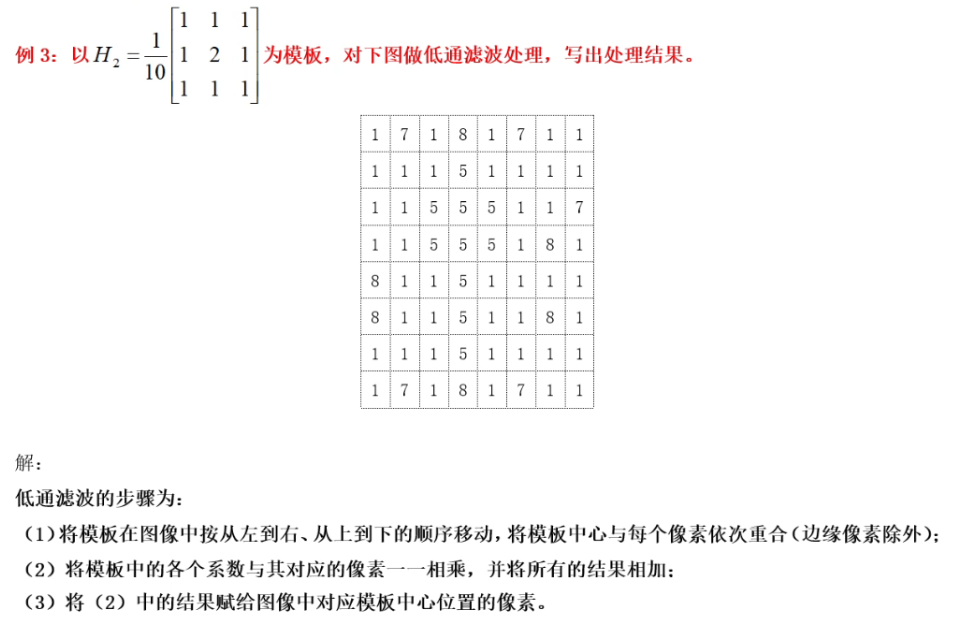 例 3：以 H₂ = 1/10 [1 1 1; 1 2 1; 1 1 1] 为模板，对下图做低通滤波处理，写出处理结果。
1 7 1 8 1 7 1 1
1 1 1 5 1 1 1 1
1 1 5 5 5 1 1 7
1 1 5 5 5 1 8 1
8 1 1 5 1 1 1 1
8 1 1 5 1 1 8 1
1 1 1 5 1 1 1 1
1 7 1 8 1 7 1 1
解：
低通滤波的步骤为：
（1）将模板在图像中按从左到右、从上到下的顺序移动，将模板中心与每个像素依次重合（边缘像素除外）；
（2）将模板中的各个系数与其对应的像素一一相乘，并将所有的结果相加；
（3）将（2）中的结果赋给图像中对应模板中心位置的像素。